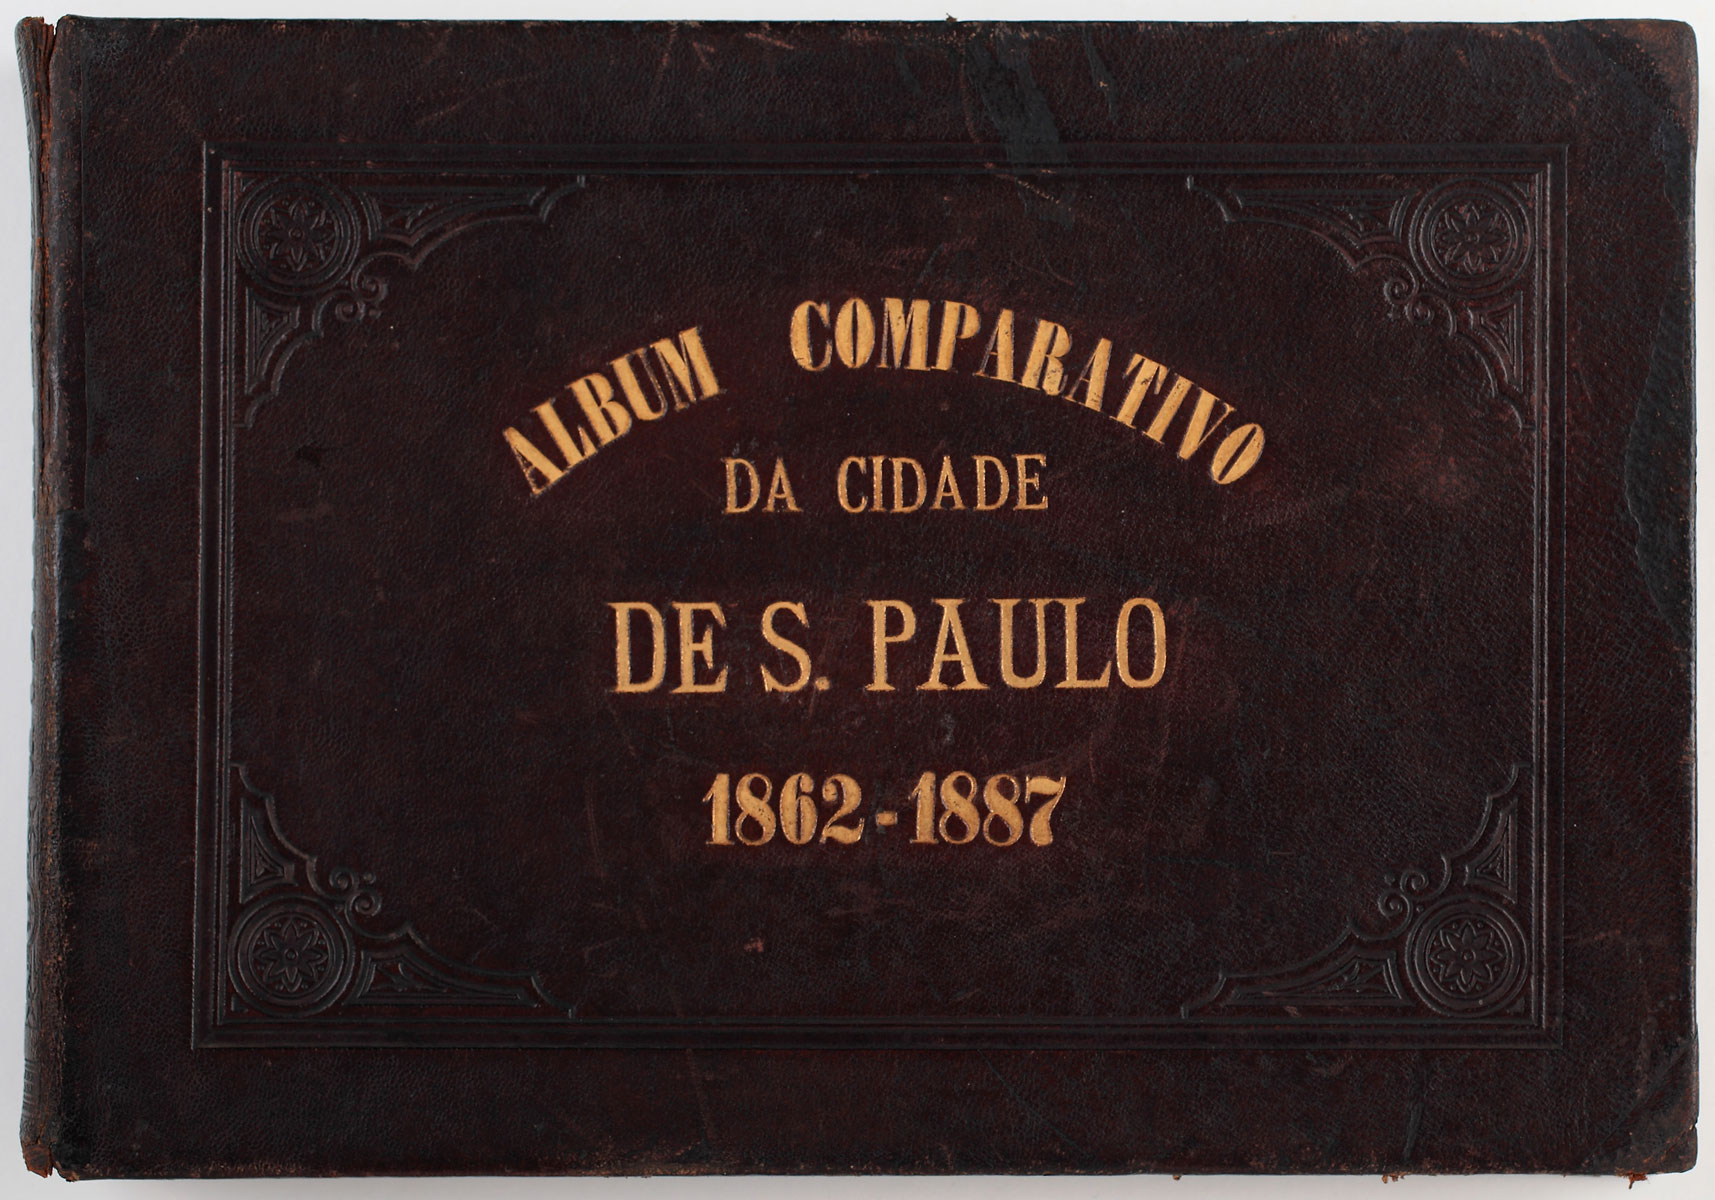 ALBUM COMPARATIVO
DA CIDADE
DE S. PAULO
1862-1887